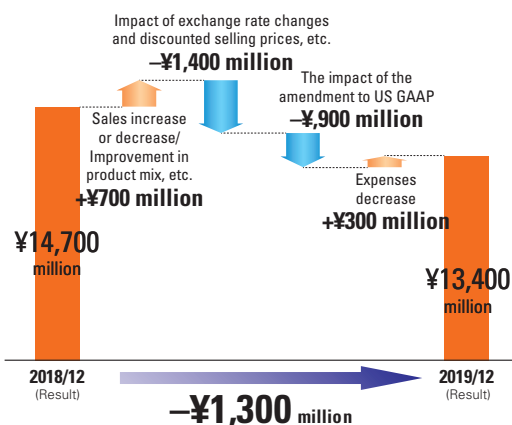 Impact of exchange rate changes
and discounted selling prices, etc.
–¥1,400 million
The impact of the
amendment to US GAAP
–¥,900 million
Sales increase
or decrease/
Improvement in
product mix, etc.
+¥700 million
Expenses
decrease
+¥300 million
¥14,700
million
¥13,400
million
2018/12
(Result)
2019/12
(Result)
–¥1,300 million